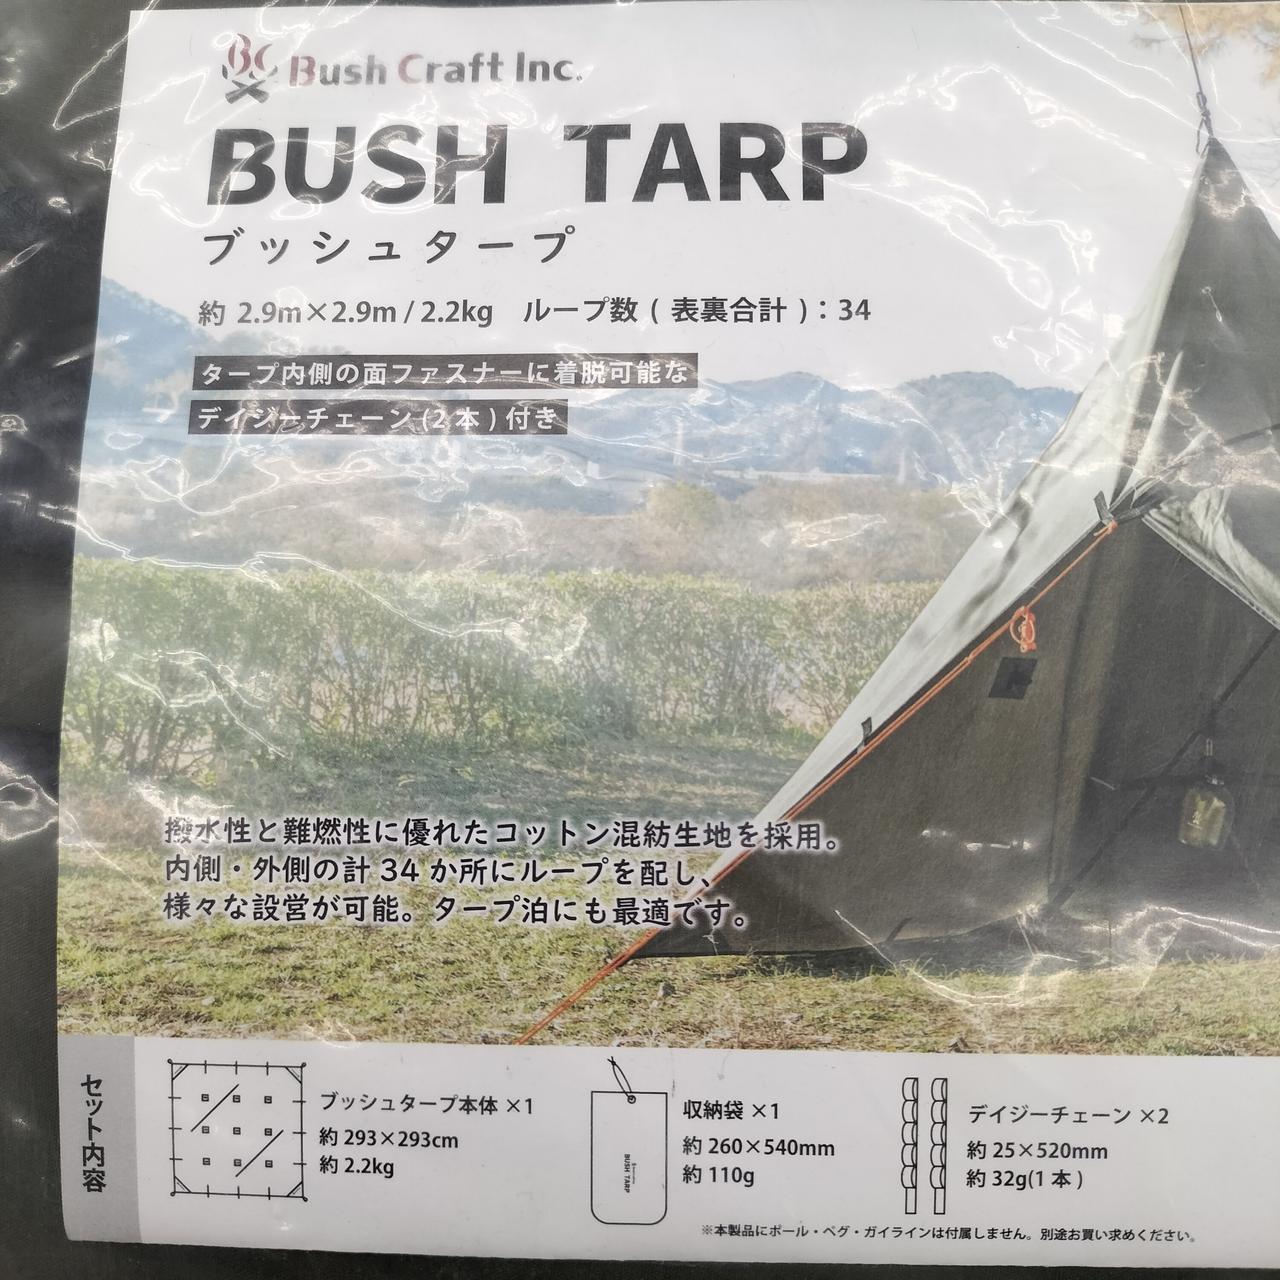 Bush Craft Inc.
BUSH TARP
ブッシュタープ
約 2.9m×2.9m / 2.2kg ループ数 ( 表裏合計 ) : 34
タープ内側の面ファスナーに着脱可能な
デイジーチェーン (2 本 ) 付き
撥水性と難燃性に優れたコットン混紡生地を採用。
内側・外側の計 34 か所にループを配し、
様々な設営が可能。タープ泊にも最適です。
セット内容
ブッシュタープ本体 ×1
約 293×293cm
約 2.2kg
BUSH TARP
収納袋 ×1
約 260×540mm
約 110g
デイジーチェーン ×2
約 25×520mm
約 32g(1 本 )
※本製品にポール・ペグ・ガイラインは付属しません。別途お買い求めください。